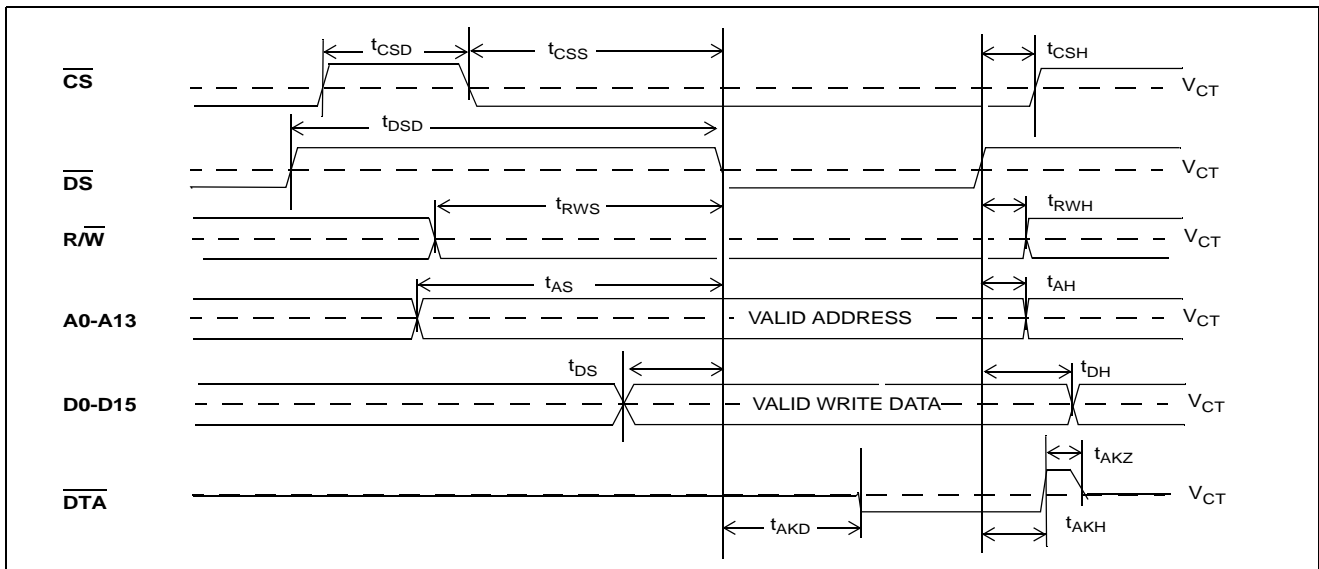 tCSD
tCSS
tCSH
CS
VCT
tDSD
DS
VCT
tRWS
tRWH
R/W
VCT
tAS
tAH
A0-A13
VALID ADDRESS
VCT
tDS
tDH
D0-D15
VALID WRITE DATA
VCT
tAKZ
DTA
VCT
tAKD
tAKH